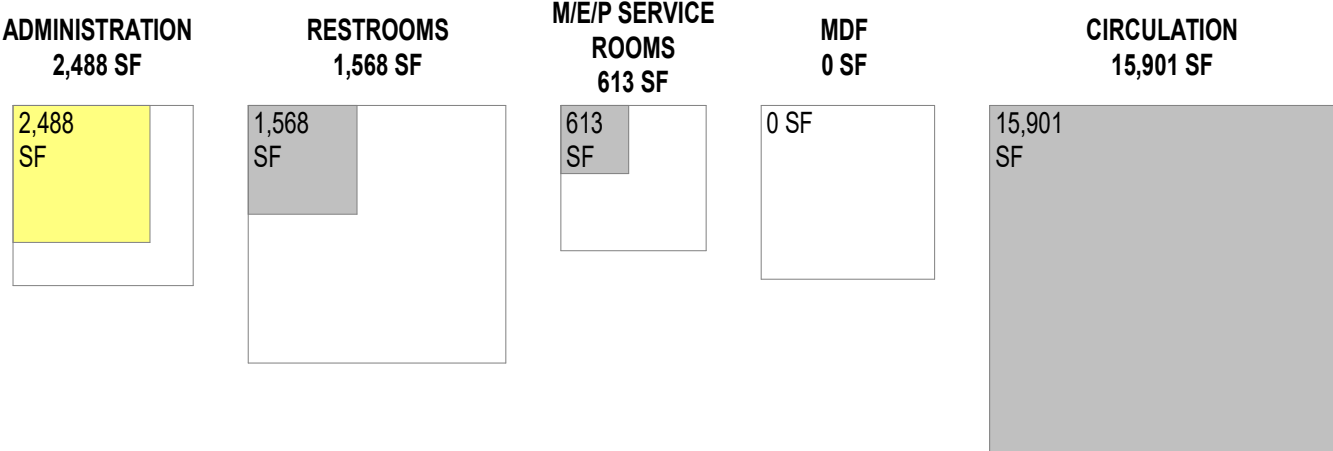 ADMINISTRATION
2,488 SF
RESTROOMS
1,568 SF
M/E/P SERVICE
ROOMS
613 SF
MDF
0 SF
CIRCULATION
15,901 SF
2,488
SF
1,568
SF
613
SF
0 SF
15,901
SF